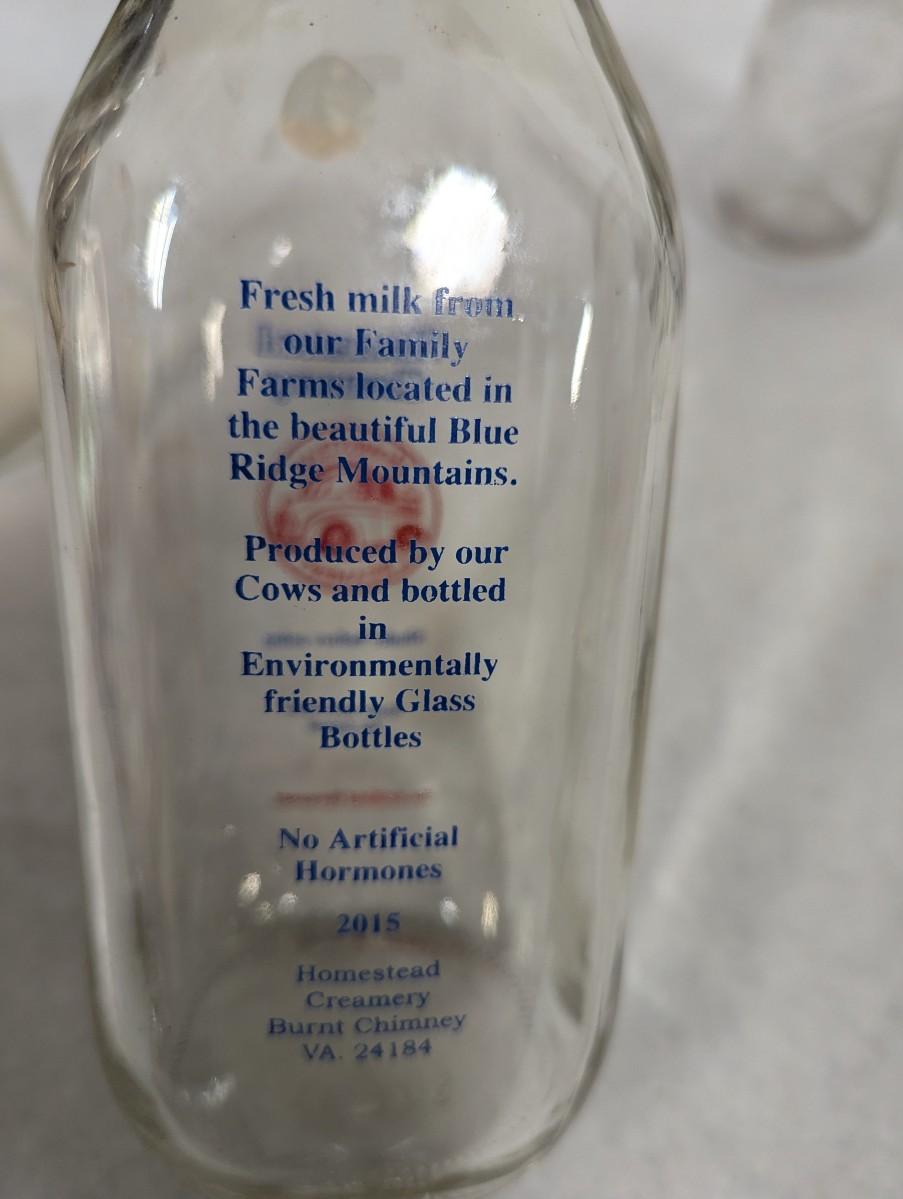 Fresh milk from
our Family
Farms located in
the beautiful Blue
Ridge Mountains.
Produced by our
Cows and bottled
in
Environmentally
friendly Glass
Bottles
No Artificial
Hormones
2015
Homestead
Creamery
Burnt Chimney
VA. 24184